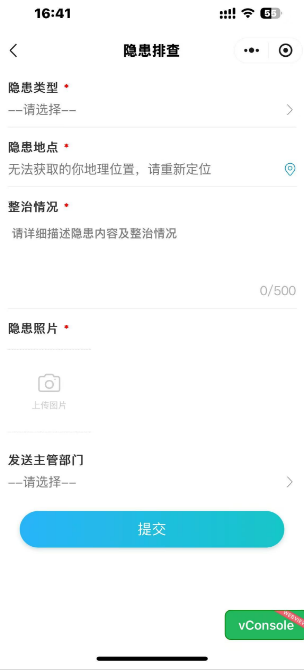 16:41
5
隐患排查
隐患类型 *
--请选择--
隐患地点 *
无法获取的你地理位置，请重新定位
整治情况 *
请详细描述隐患内容及整治情况
0/500
隐患照片 *
上传图片
发送主管部门
--请选择--
提交
vConsole
WEBVIEW